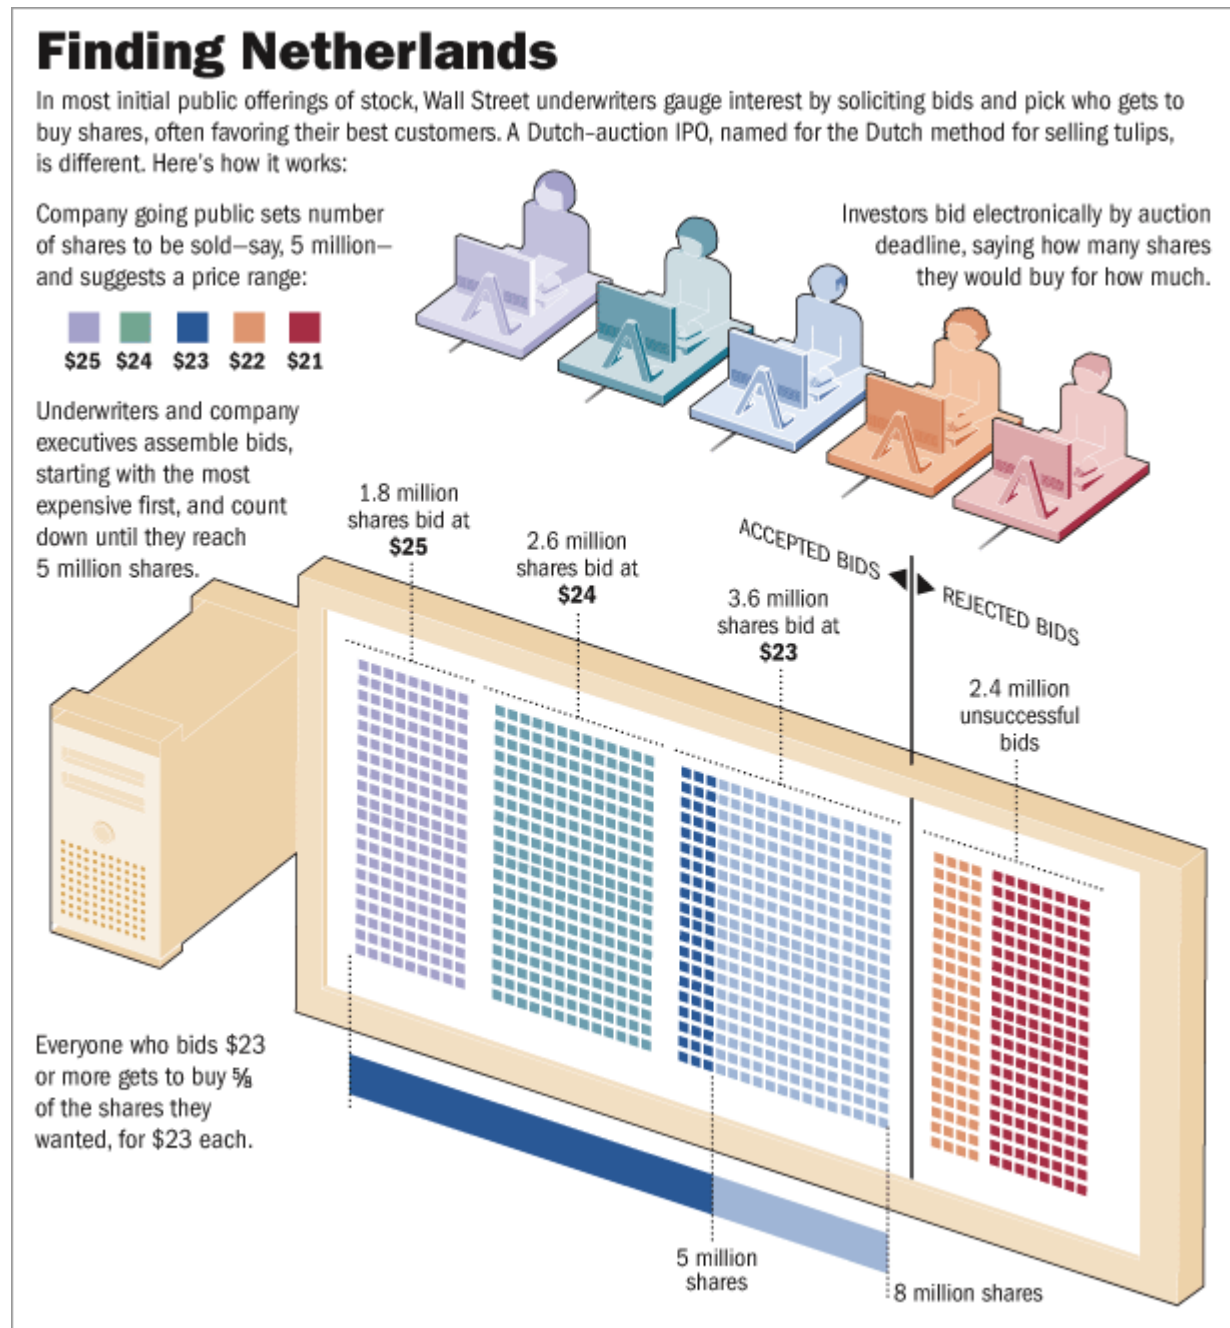 Finding Netherlands
In most initial public offerings of stock, Wall Street underwriters gauge interest by soliciting bids and pick who gets to
buy shares, often favoring their best customers. A Dutch–auction IPO, named for the Dutch method for selling tulips,
is different. Here's how it works:
Company going public sets number
of shares to be sold—say, 5 million—
and suggests a price range:
$25 $24 $23 $22 $21
Investors bid electronically by auction
deadline, saying how many shares
they would buy for how much.
Underwriters and company
executives assemble bids,
starting with the most
expensive first, and count
down until they reach
5 million shares.
1.8 million
shares bid at
$25
2.6 million
shares bid at
$24
3.6 million
shares bid at
$23
ACCEPTED BIDS
REJECTED BIDS
2.4 million
unsuccessful
bids
Everyone who bids $23
or more gets to buy ⅝
of the shares they
wanted, for $23 each.
5 million
shares
8 million shares